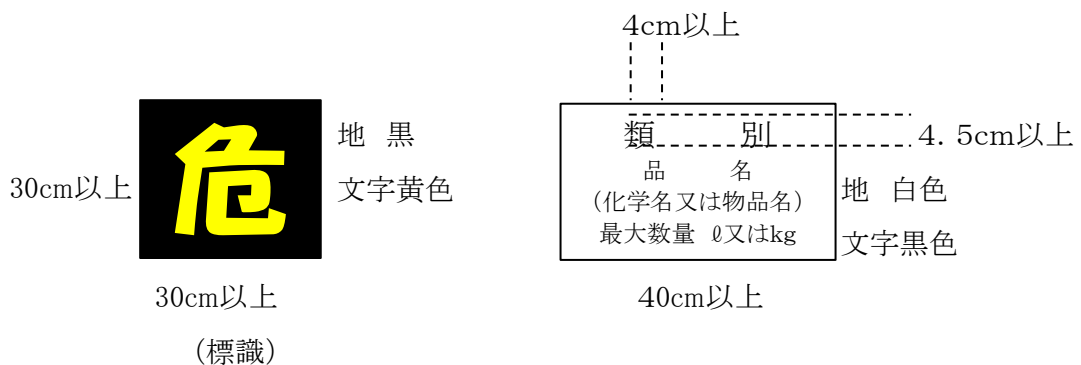 4cm以上
危
地 黒
文字黄色
30cm以上
30cm以上
(標識)
類 別
4.5cm以上
品 名
(化学名又は物品名)
最大数量 ℓ又はkg
地 白色
文字黒色
40cm以上